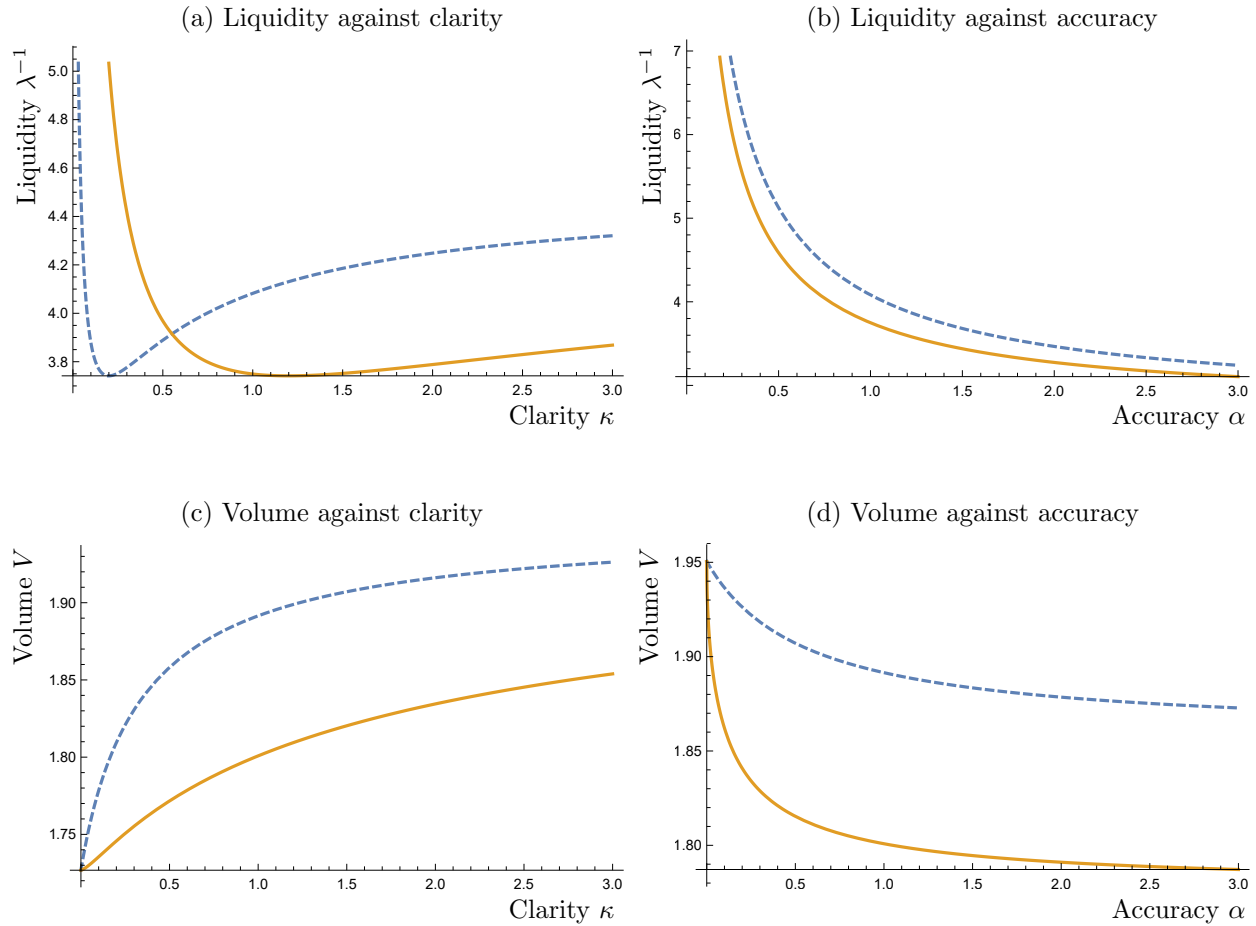 (a) Liquidity against clarity
Liquidity λ⁻¹
5.0
4.8
4.6
4.4
4.2
4.0
3.8
0.5 1.0 1.5 2.0 2.5 3.0
Clarity κ
(b) Liquidity against accuracy
Liquidity λ⁻¹
7
6
5
4
0.5 1.0 1.5 2.0 2.5 3.0
Accuracy α
(c) Volume against clarity
Volume V
1.90
1.85
1.80
1.75
0.5 1.0 1.5 2.0 2.5 3.0
Clarity κ
(d) Volume against accuracy
Volume V
1.95
1.90
1.85
1.80
0.5 1.0 1.5 2.0 2.5 3.0
Accuracy α